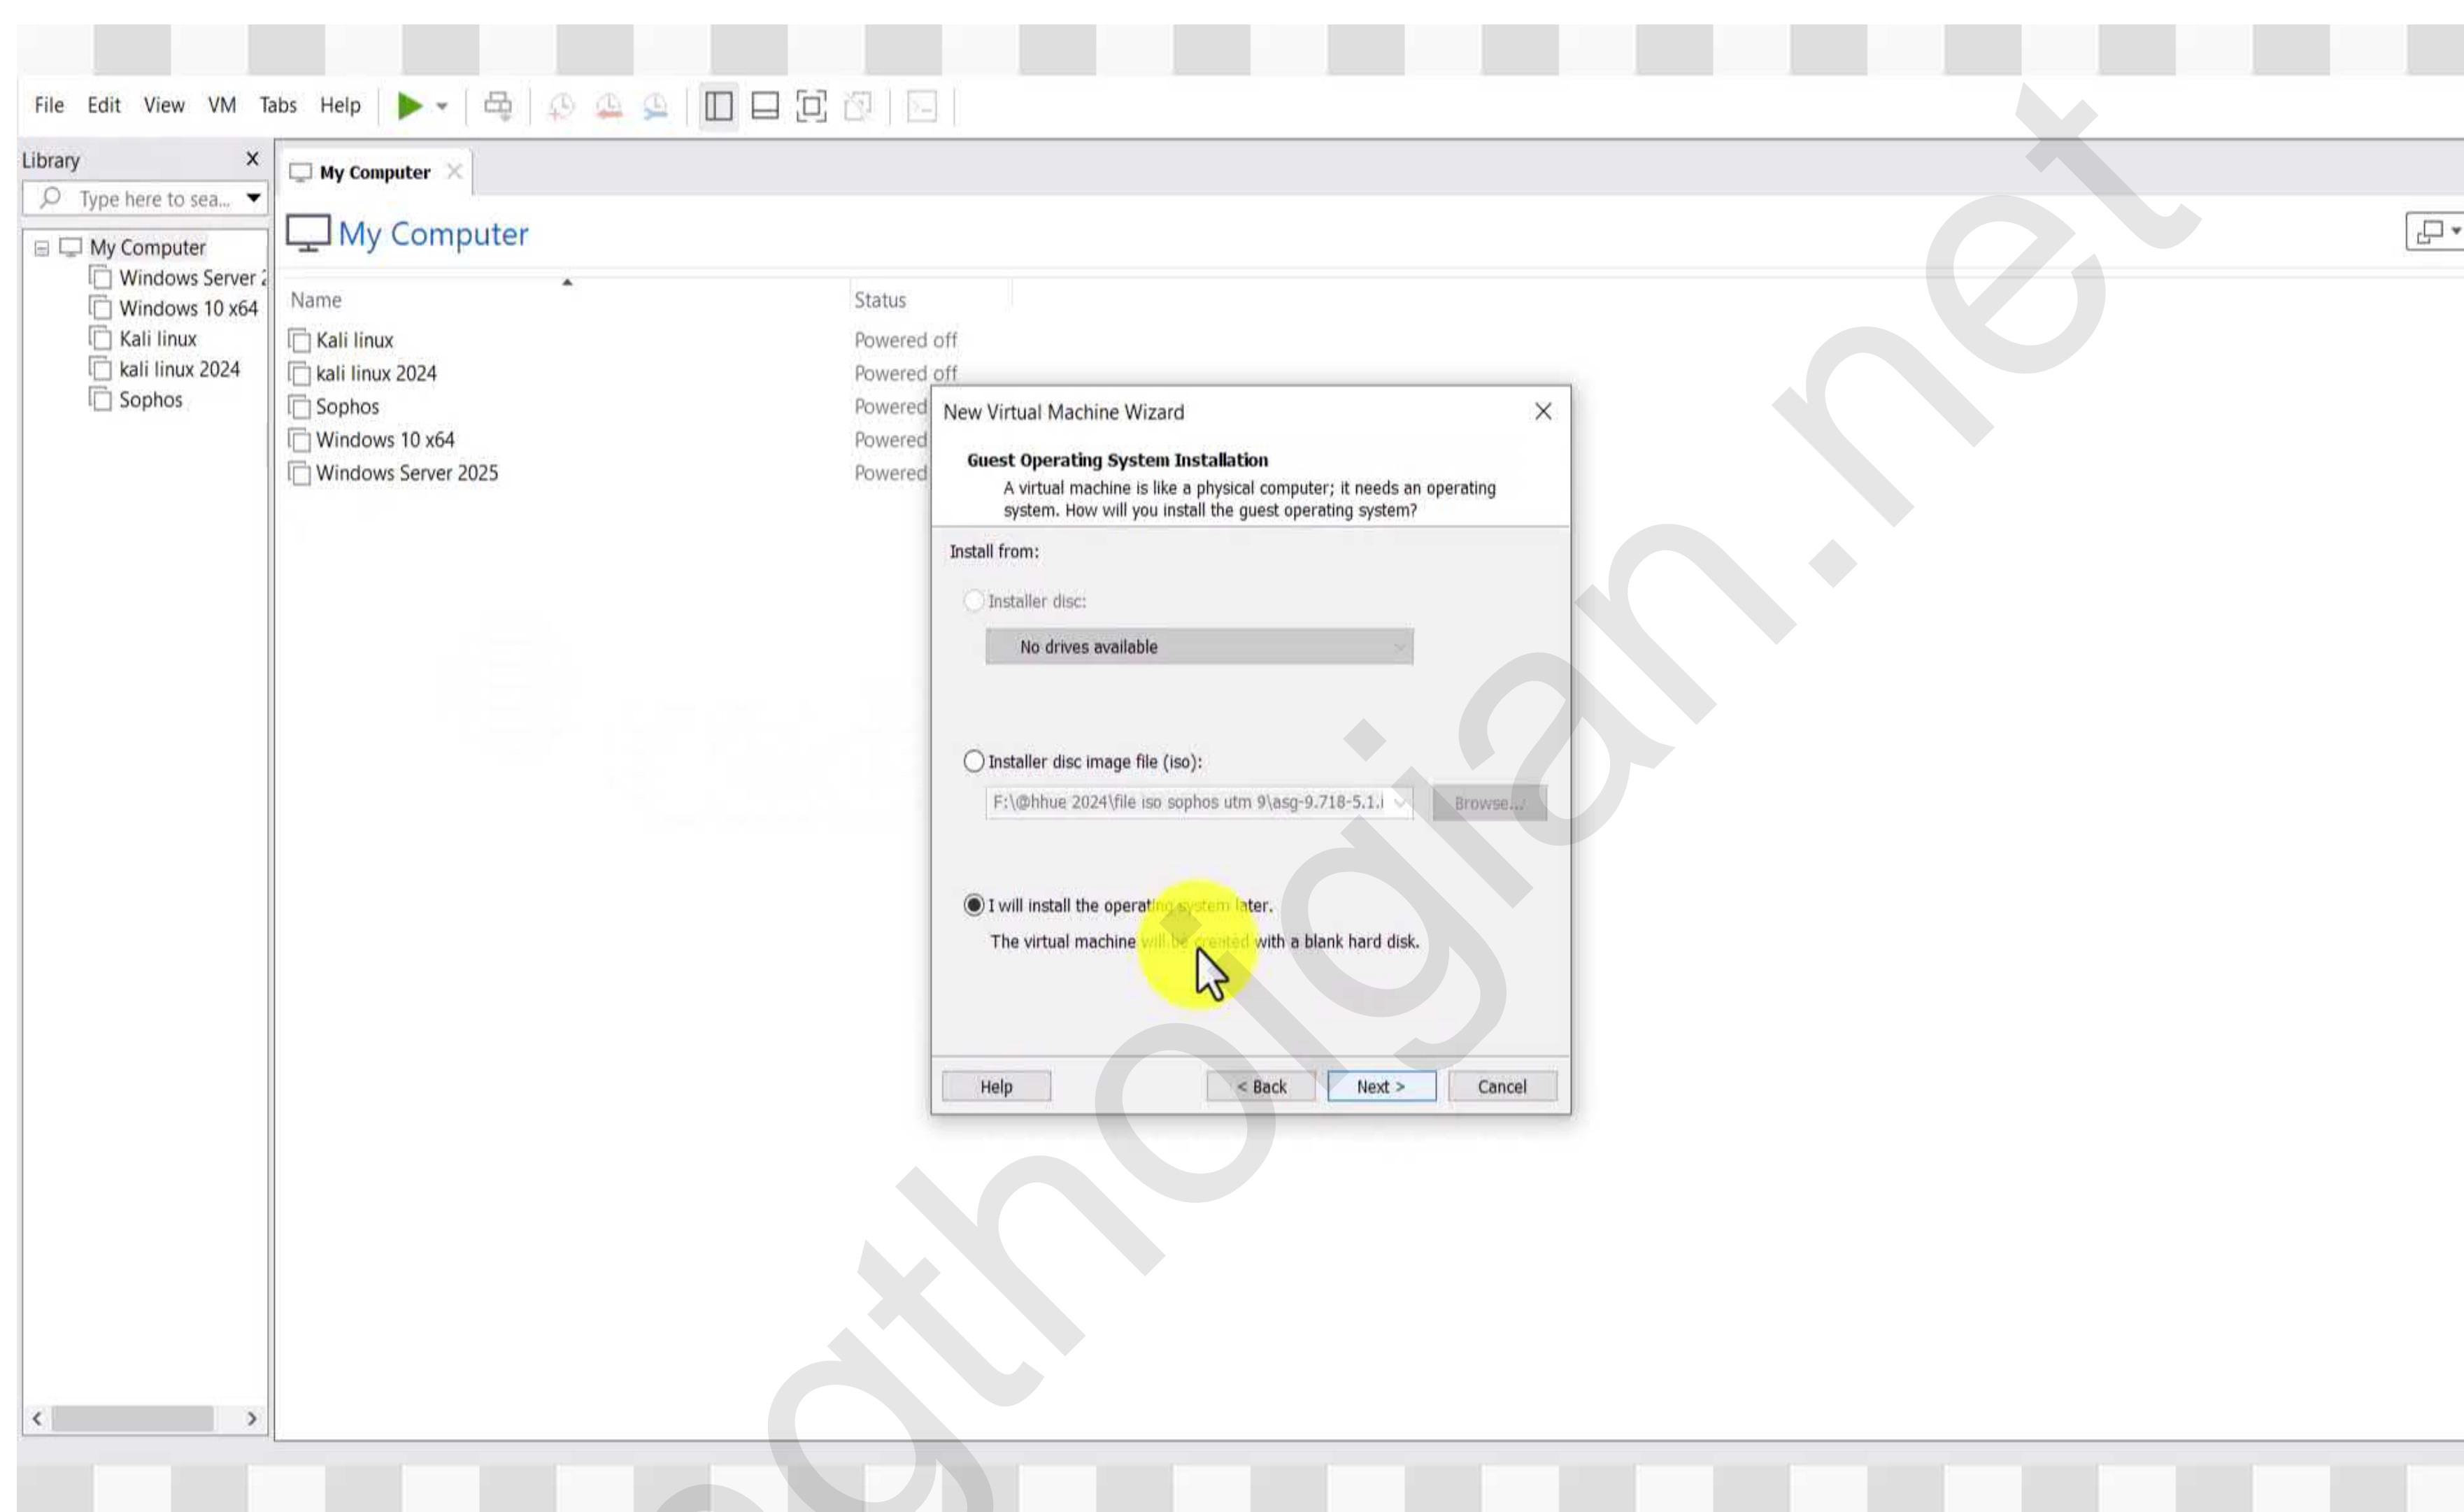 File Edit View VM Tabs Help
Library X
Type here to sea...
My Computer
Windows Server
Windows 10 x64
Kali linux
kali linux 2024
Sophos
My Computer
My Computer
Name Status
Kali linux Powered off
kali linux 2024 Powered off
Sophos Powered
Windows 10 x64 Powered
Windows Server 2025 Powered
New Virtual Machine Wizard
Guest Operating System Installation
A virtual machine is like a physical computer; it needs an operating
system. How will you install the guest operating system?
Install from:
Installer disc:
No drives available
Installer disc image file (iso):
F:\@hhue 2024\file iso sophos utm 9\asg-9.718-5.1.i
Browse...
I will install the operating system later.
The virtual machine will be created with a blank hard disk.
Help < Back Next > Cancel